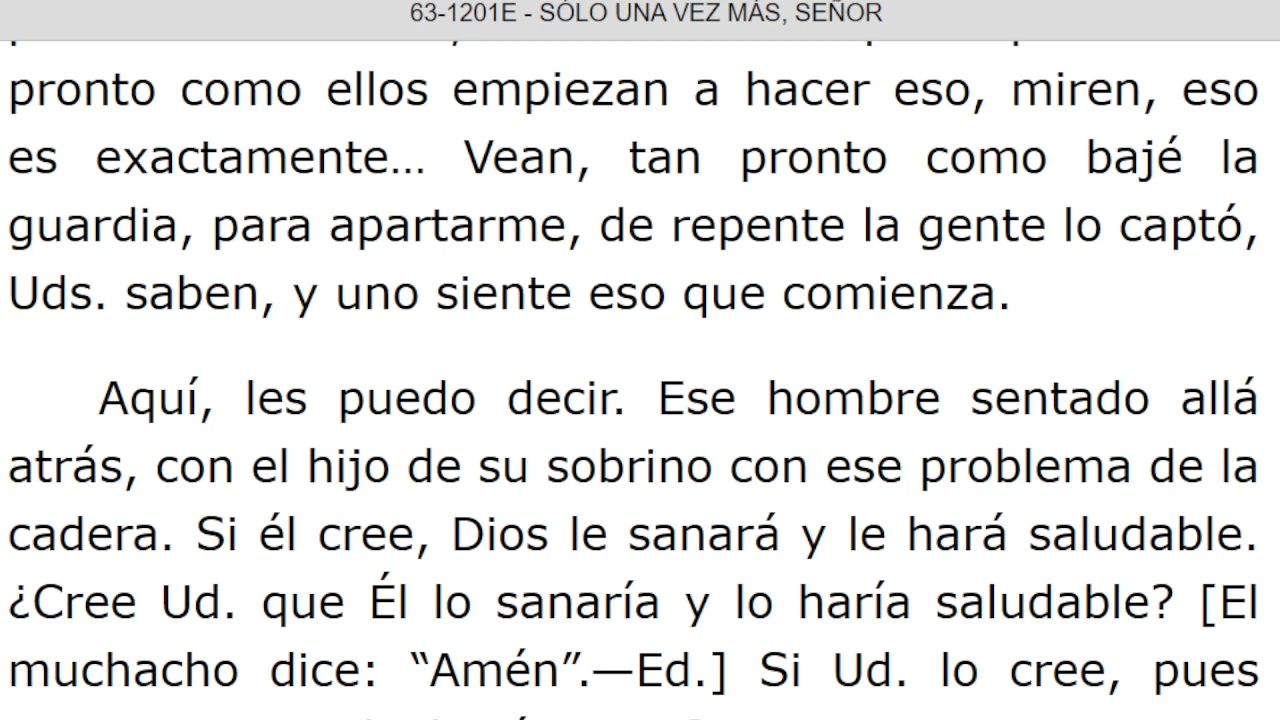 63-1201E - SÓLO UNA VEZ MÁS, SEÑOR
pronto como ellos empiezan a hacer eso, miren, eso
es exactamente... Vean, tan pronto como bajé la
guardia, para apartarme, de repente la gente lo captó,
Uds. saben, y uno siente eso que comienza.
Aquí, les puedo decir. Ese hombre sentado allá
atrás, con el hijo de su sobrino con ese problema de la
cadera. Si él cree, Dios le sanará y le hará saludable.
¿Cree Ud. que Él lo sanaría y lo haría saludable? [El
muchacho dice: “Amén”.—Ed.] Si Ud. lo cree, pues